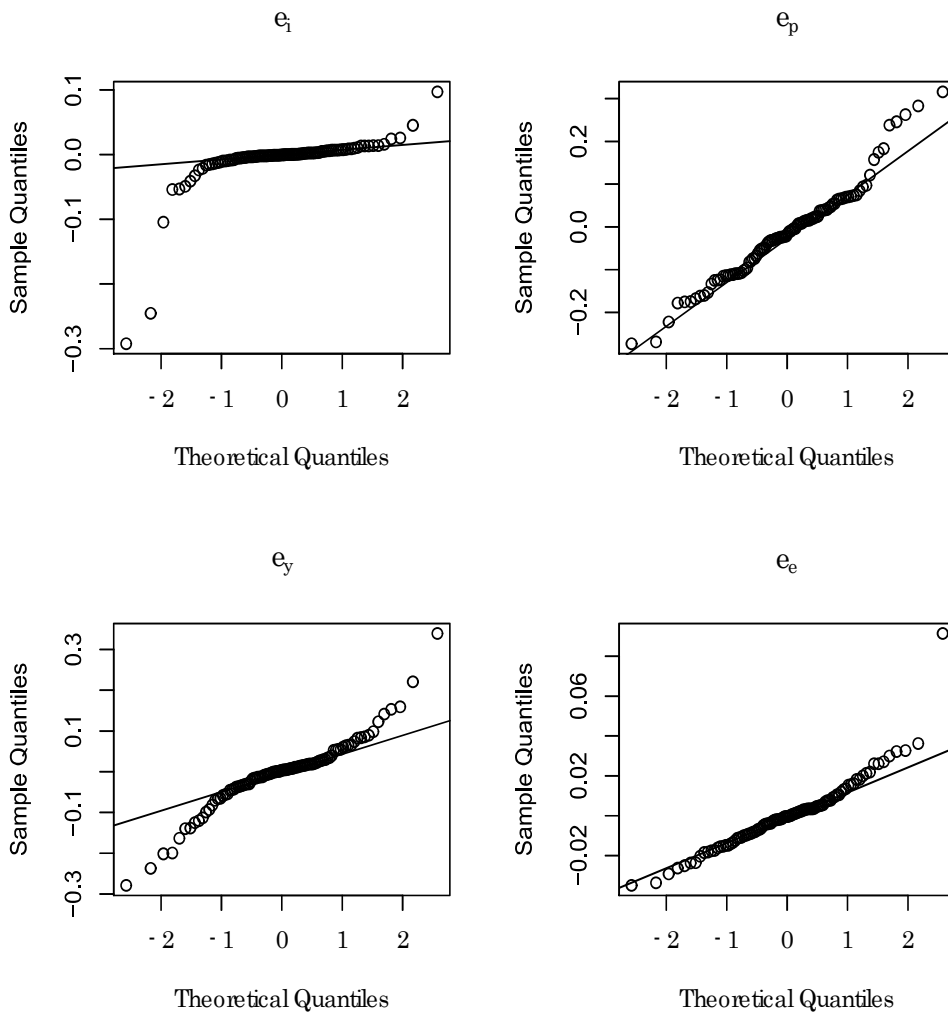 e_i
0.1
0.0
−0.1
−0.3
Sample Quantiles
- 2 - 1 0 1 2
Theoretical Quantiles
e_p
0.2
0.0
−0.2
Sample Quantiles
- 2 - 1 0 1 2
Theoretical Quantiles
e_y
0.3
0.1
−0.1
−0.3
Sample Quantiles
- 2 - 1 0 1 2
Theoretical Quantiles
e_e
0.06
0.02
−0.02
Sample Quantiles
- 2 - 1 0 1 2
Theoretical Quantiles